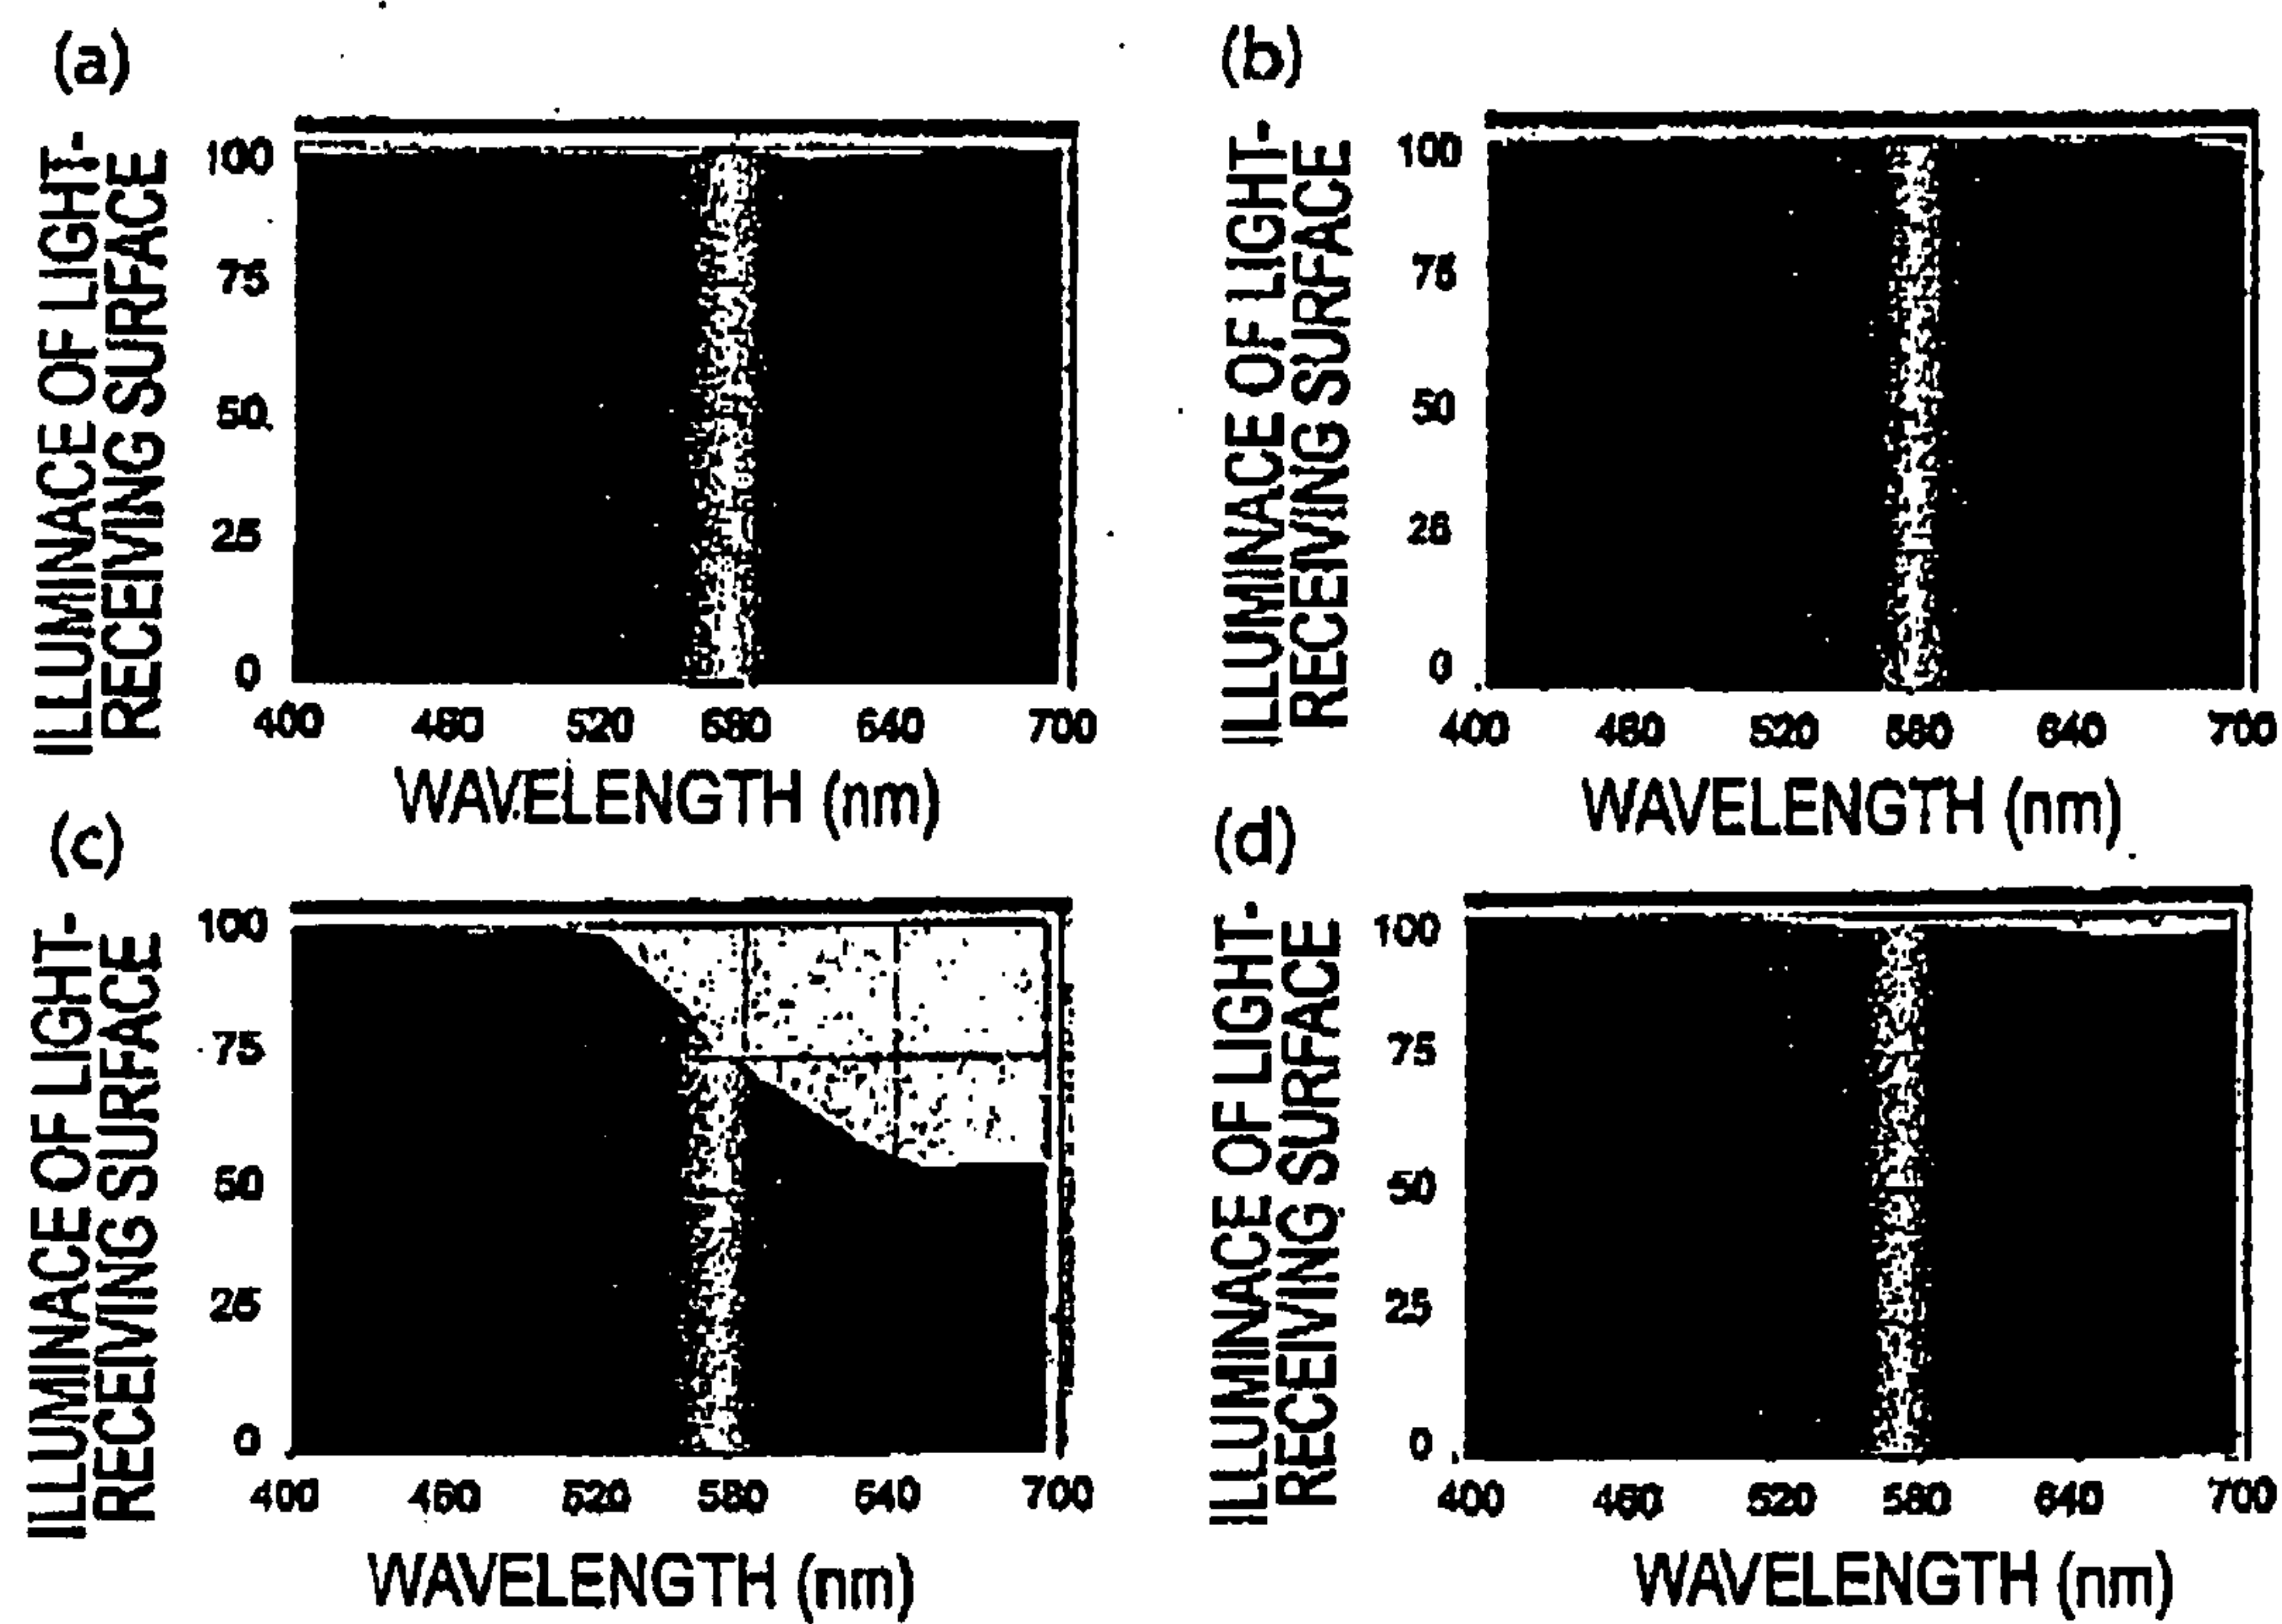 (a)
ILLUMINACE OF LIGHT-
RECEIVING SURFACE
100
75
50
25
0
400 460 520 580 640 700
WAVELENGTH (nm)
(b)
ILLUMINACE OF LIGHT-
RECEIVING SURFACE
100
75
50
25
0
400 460 520 580 640 700
WAVELENGTH (nm)
(c)
ILLUMINACE OF LIGHT-
RECEIVING SURFACE
100
75
50
25
0
400 460 520 580 640 700
WAVELENGTH (nm)
(d)
ILLUMINACE OF LIGHT-
RECEIVING SURFACE
100
75
50
25
0
400 460 520 580 640 700
WAVELENGTH (nm)